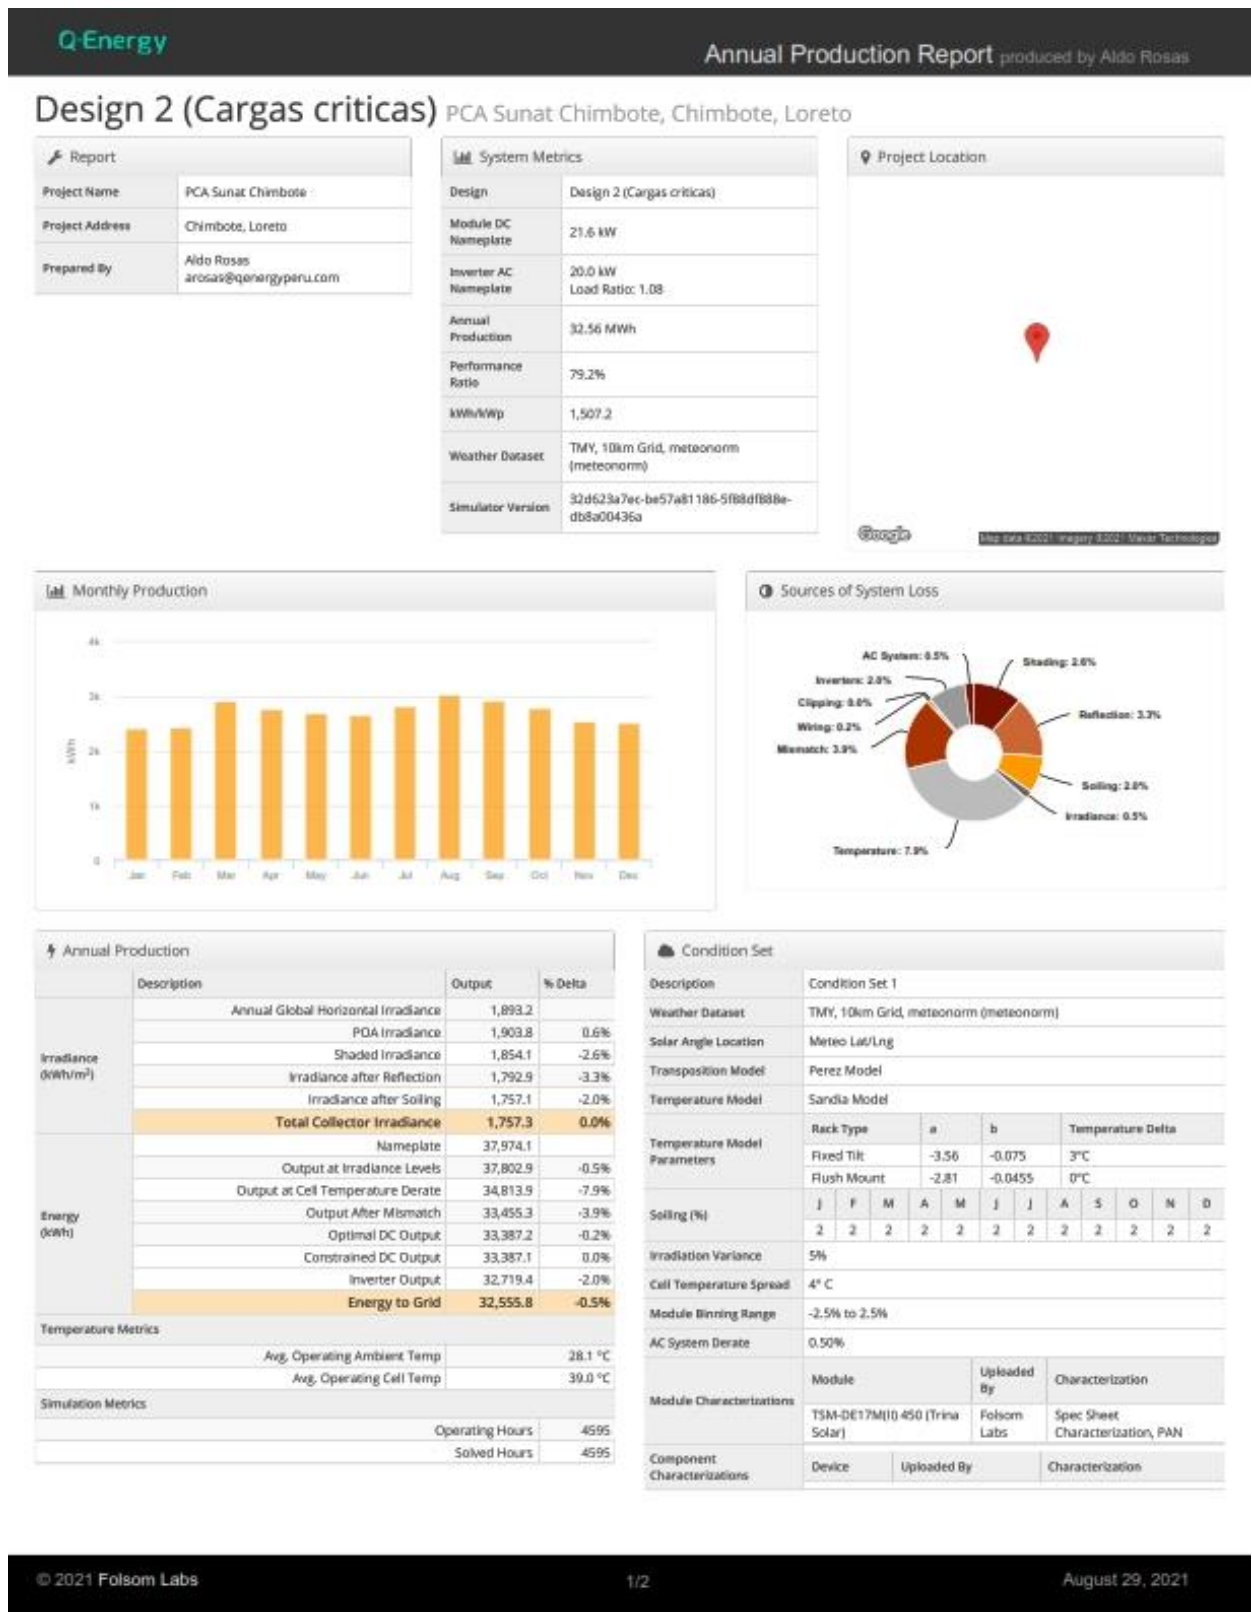 Q·Energy
Annual Production Report produced by Aldo Rosas
Design 2 (Cargas criticas) PCA Sunat Chimbote, Chimbote, Loreto
Report
Project Name PCA Sunat Chimbote
Project Address Chimbote, Loreto
Prepared By Aldo Rosas
arosas@qenergyperu.com
System Metrics
Design Design 2 (Cargas criticas)
Module DC Nameplate 21.6 kW
Inverter AC Nameplate 20.0 kW
Load Ratio: 1.08
Annual Production 32.56 MWh
Performance Ratio 79.2%
kWh/kWp 1,507.2
Weather Dataset TMY, 10km Grid, meteonorm (meteonorm)
Simulator Version 32d623a7ec-be57a81186-5f88df888e-
db8a00436a
Project Location
Google
Map data ©2021 Imagery ©2021 Maxar Technologies
Monthly Production
4k
3k
2k
1k
0
kWh
Jan Feb Mar Apr May Jun Jul Aug Sep Oct Nov Dec
Sources of System Loss
AC System: 0.5%
Shading: 2.6%
Inverters: 2.0%
Clipping: 0.0%
Reflection: 3.3%
Wiring: 0.2%
Mismatch: 3.9%
Soiling: 2.0%
Irradiance: 0.5%
Temperature: 7.9%
Annual Production
Description Output % Delta
Irradiance (kWh/m²)
Annual Global Horizontal Irradiance 1,893.2
POA Irradiance 1,903.8 0.6%
Shaded Irradiance 1,854.1 -2.6%
Irradiance after Reflection 1,792.9 -3.3%
Irradiance after Soiling 1,757.1 -2.0%
Total Collector Irradiance 1,757.3 0.0%
Energy (kWh)
Nameplate 37,974.1
Output at Irradiance Levels 37,802.9 -0.5%
Output at Cell Temperature Derate 34,813.9 -7.9%
Output After Mismatch 33,455.3 -3.9%
Optimal DC Output 33,387.2 -0.2%
Constrained DC Output 33,387.1 0.0%
Inverter Output 32,719.4 -2.0%
Energy to Grid 32,555.8 -0.5%
Temperature Metrics
Avg. Operating Ambient Temp 28.1 °C
Avg. Operating Cell Temp 39.0 °C
Simulation Metrics
Operating Hours 4595
Solved Hours 4595
Condition Set
Description Condition Set 1
Weather Dataset TMY, 10km Grid, meteonorm (meteonorm)
Solar Angle Location Meteo Lat/Lng
Transposition Model Perez Model
Temperature Model Sandia Model
Temperature Model Parameters
Rack Type a b Temperature Delta
Fixed Tilt -3.56 -0.075 3°C
Flush Mount -2.81 -0.0455 0°C
Soiling (%)
J F M A M J J A S O N D
2 2 2 2 2 2 2 2 2 2 2 2
Irradiation Variance 5%
Cell Temperature Spread 4° C
Module Binning Range -2.5% to 2.5%
AC System Derate 0.50%
Module Characterizations
Module Uploaded By Characterization
TSM-DE17M(II) 450 (Trina Solar) Folsom Labs Spec Sheet Characterization, PAN
Component Characterizations
Device Uploaded By Characterization
© 2021 Folsom Labs
1/2
August 29, 2021